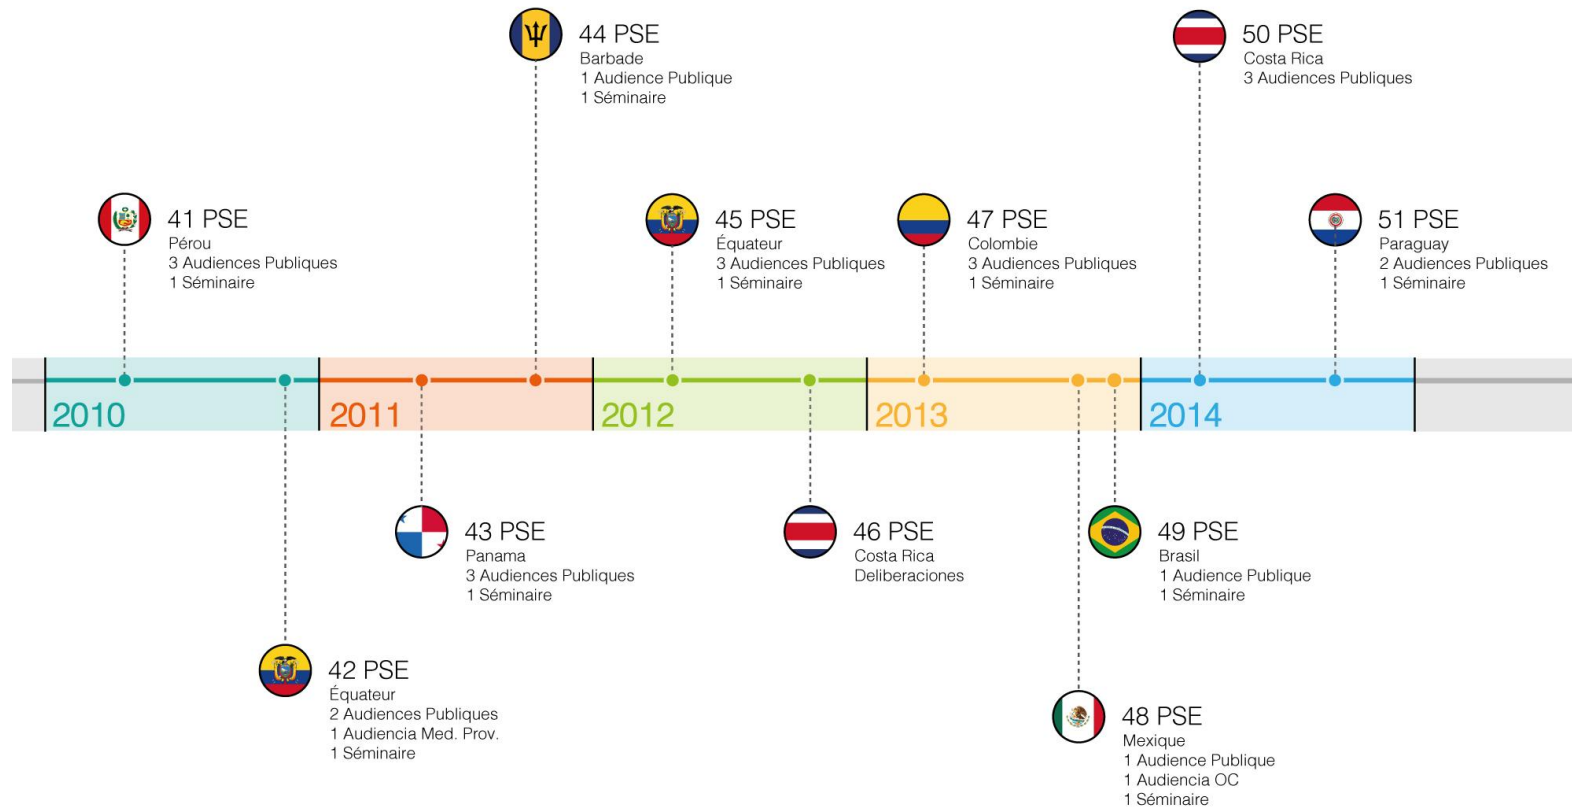 44 PSE
Barbade
1 Audience Publique
1 Séminaire
50 PSE
Costa Rica
3 Audiences Publiques
41 PSE
Pérou
3 Audiences Publiques
1 Séminaire
45 PSE
Équateur
3 Audiences Publiques
1 Séminaire
47 PSE
Colombie
3 Audiences Publiques
1 Séminaire
51 PSE
Paraguay
2 Audiences Publiques
1 Séminaire
2010
2011
2012
2013
2014
43 PSE
Panama
3 Audiences Publiques
1 Séminaire
46 PSE
Costa Rica
Deliberaciones
49 PSE
Brasil
1 Audience Publique
1 Séminaire
42 PSE
Équateur
2 Audiences Publiques
1 Audiencia Med. Prov.
1 Séminaire
48 PSE
Mexique
1 Audience Publique
1 Audiencia OC
1 Séminaire